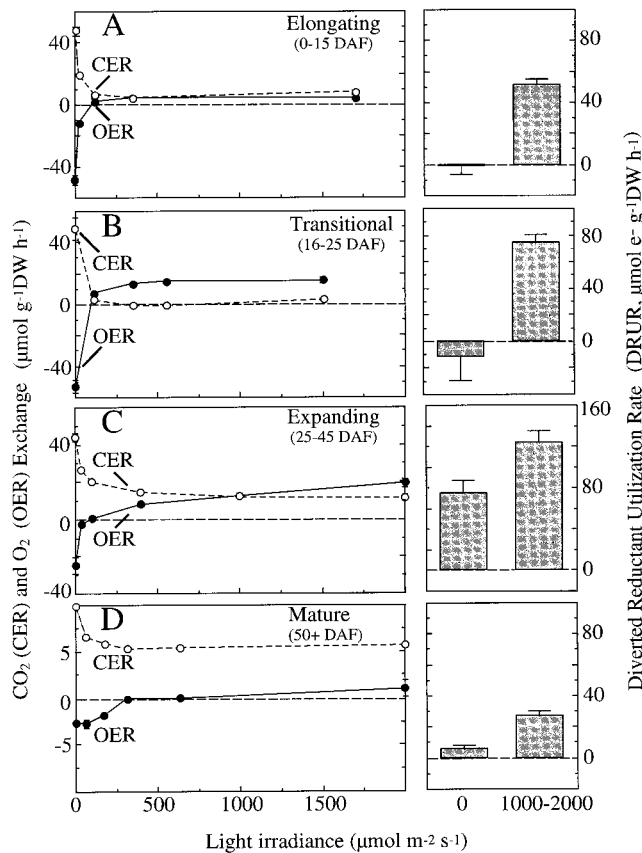 A Elongating
(0-15 DAF)
CER
OER
40
0
-40
80
40
0
B Transitional
(16-25 DAF)
CER
OER
40
0
-40
80
40
0
C Expanding
(25-45 DAF)
CER
OER
40
0
-40
160
80
0
D Mature
(50+ DAF)
CER
OER
5
0
-5
80
40
0
0 500 1000 1500
0 1000-2000
Light irradiance (µmol m-2 s-1)
CO2 (CER) and O2 (OER) Exchange (µmol g-1DW h-1)
Diverted Reductant Utilization Rate (DRUR, µmol e- g-1DW h-1)